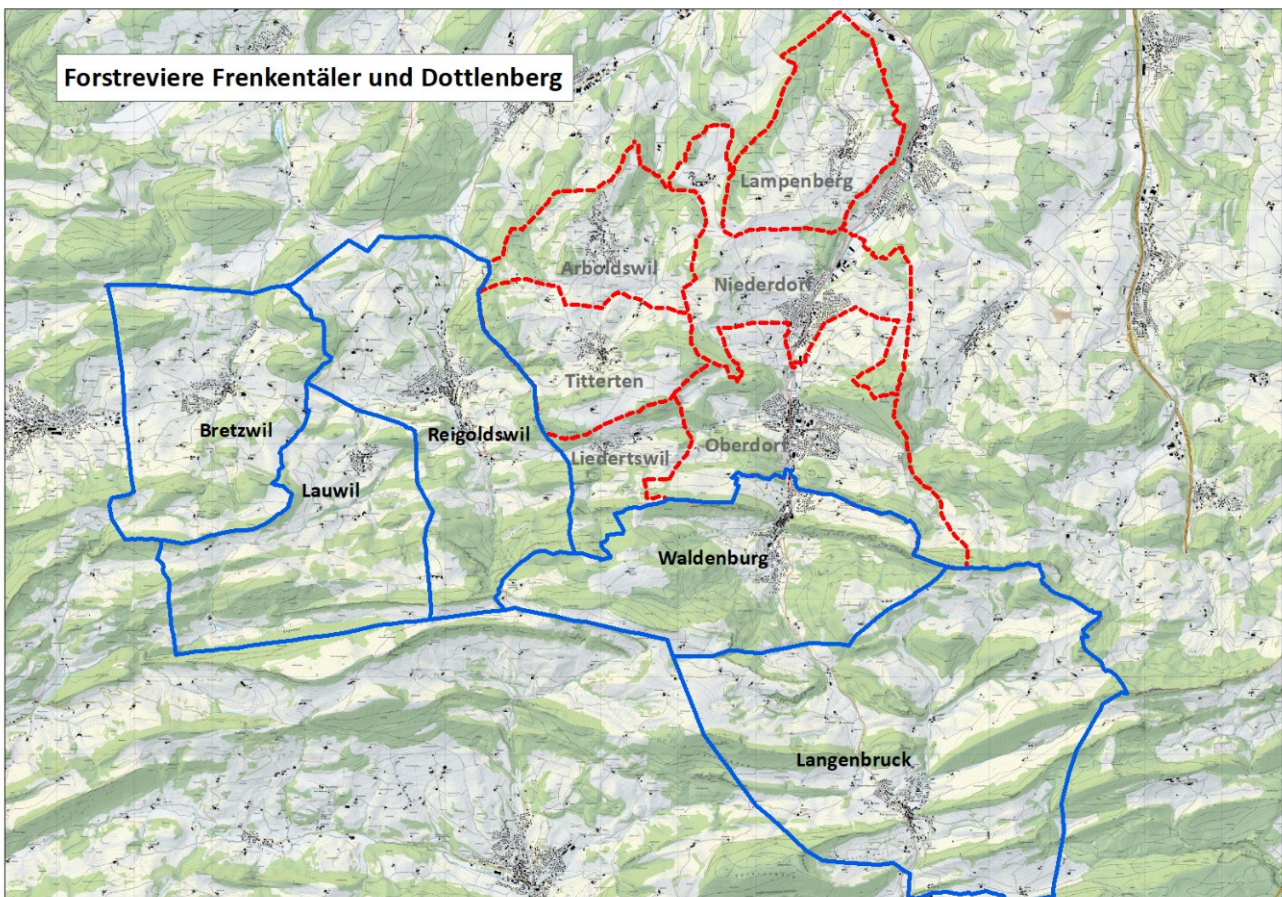 Forstreviere Frenkentäler und Dottlenberg
Lampenberg
Arboldswil
Niederdorf
Titterten
Bretzwil
Reigoldswil
Oberdorf
Liedertswil
Lauwil
Waldenburg
Langenbruck